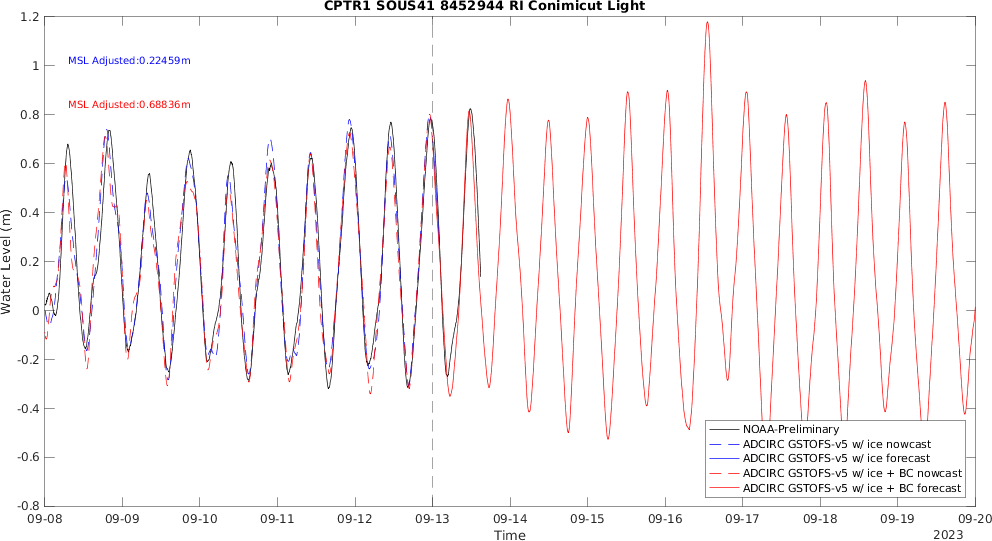 CPTR1 SOUS41 8452944 RI Conimicut Light
1.2
MSL Adjusted:0.22459m
1
MSL Adjusted:0.68836m
0.8
0.6
0.4
0.2
0
-0.2
-0.4
-0.6
-0.8
Water Level (m)
NOAA-Preliminary
ADCIRC GSTOFS-v5 w/ ice nowcast
ADCIRC GSTOFS-v5 w/ ice forecast
ADCIRC GSTOFS-v5 w/ ice + BC nowcast
ADCIRC GSTOFS-v5 w/ ice + BC forecast
09-08 09-09 09-10 09-11 09-12 09-13 09-14 09-15 09-16 09-17 09-18 09-19 09-20
Time
2023